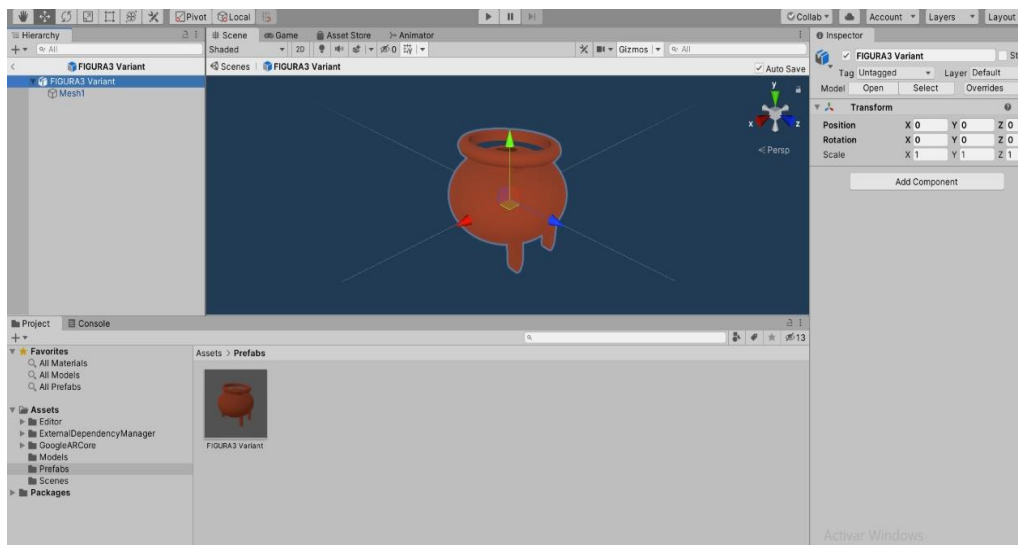 Pivot Local Collab Account Layers Layout
Hierarchy
All
FIGURA3 Variant
FIGURA3 Variant
Mesh1
Scene Game Asset Store Animator
Shaded 2D 0 Gizmos All
Scenes FIGURA3 Variant Auto Save
y
x z
< Persp
Inspector
FIGURA3 Variant St
Tag Untagged Layer Default
Model Open Select Overrides
Transform
Position X 0 Y 0 Z 0
Rotation X 0 Y 0 Z 0
Scale X 1 Y 1 Z 1
Add Component
Project Console
13
Favorites
All Materials
All Models
All Prefabs
Assets
Editor
ExternalDependencyManager
GoogleARCore
Models
Prefabs
Scenes
Packages
Assets > Prefabs
FIGURA3 Variant
Activar Windows